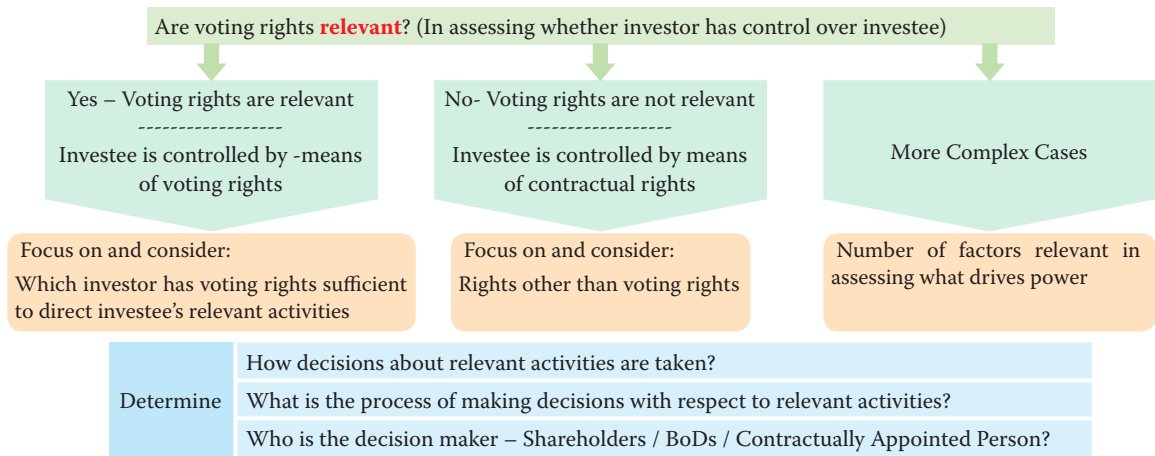 Are voting rights relevant? (In assessing whether investor has control over investee)
Yes – Voting rights are relevant
------------------
Investee is controlled by -means
of voting rights
No- Voting rights are not relevant
------------------
Investee is controlled by means
of contractual rights
More Complex Cases
Focus on and consider:
Which investor has voting rights sufficient
to direct investee's relevant activities
Focus on and consider:
Rights other than voting rights
Number of factors relevant in
assessing what drives power
Determine
How decisions about relevant activities are taken?
What is the process of making decisions with respect to relevant activities?
Who is the decision maker – Shareholders / BoDs / Contractually Appointed Person?